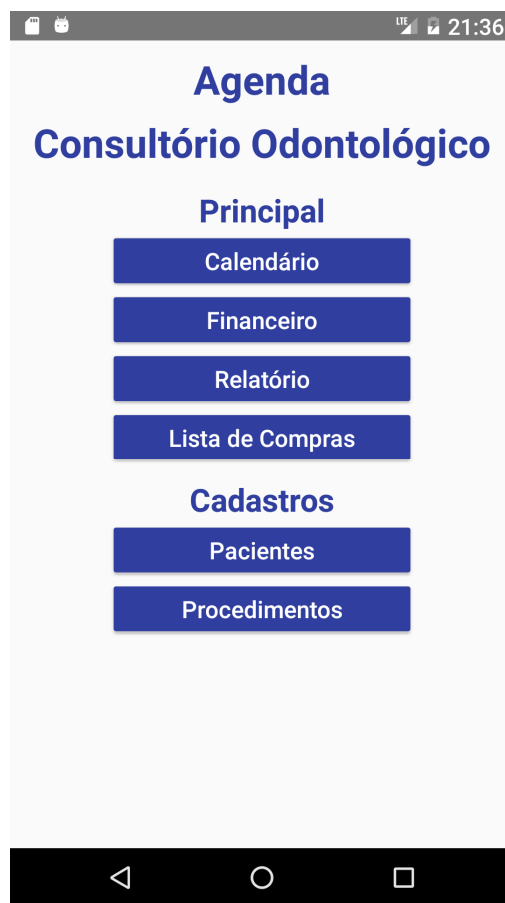 LTE 21:36
Agenda
Consultório Odontológico
Principal
Calendário
Financeiro
Relatório
Lista de Compras
Cadastros
Pacientes
Procedimentos